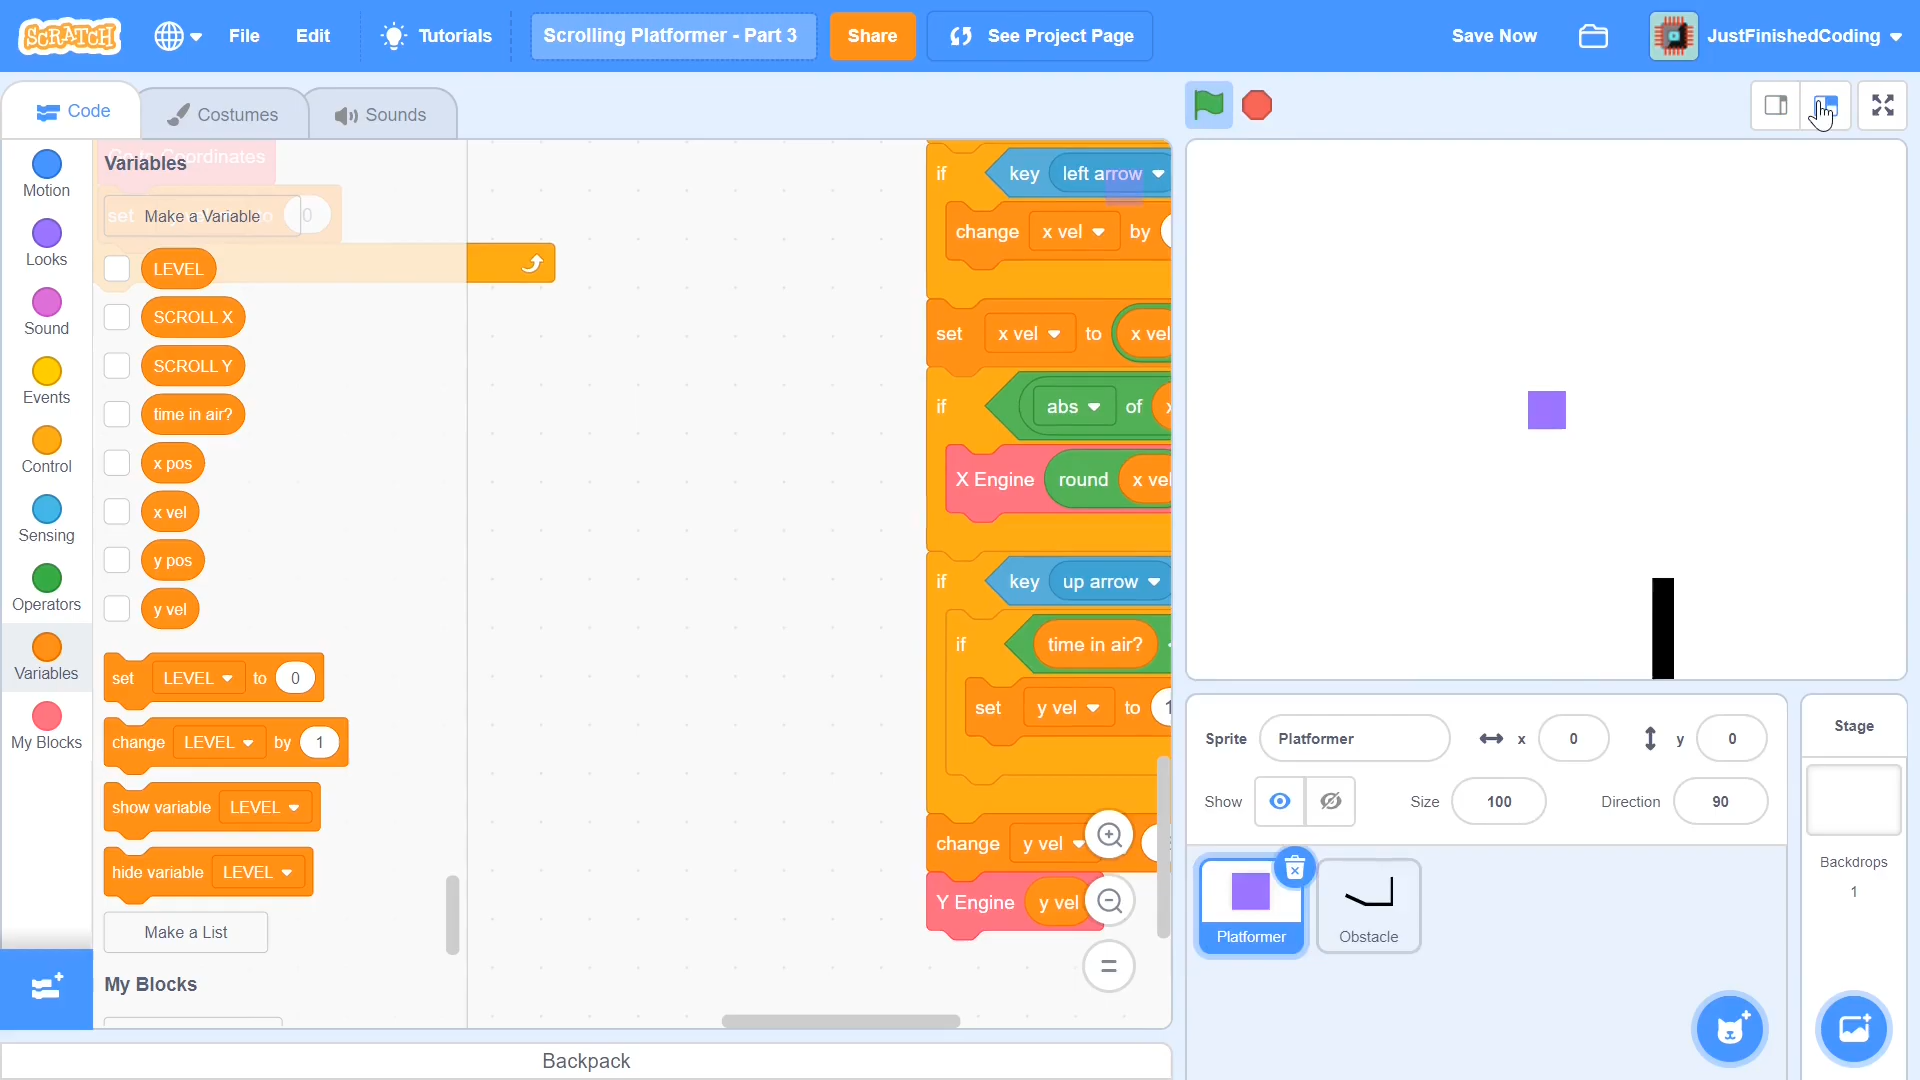 SCRATCH
File
Edit
Tutorials
Scrolling Platformer - Part 3
Share
See Project Page
Save Now
JustFinishedCoding
Code
Costumes
Sounds
Motion
Looks
Sound
Events
Control
Sensing
Operators
Variables
My Blocks
Variables
Make a Variable
0
LEVEL
SCROLL X
SCROLL Y
time in air?
x pos
x vel
y pos
y vel
set LEVEL to 0
change LEVEL by 1
show variable LEVEL
hide variable LEVEL
Make a List
My Blocks
if key left arrow
change x vel by
set x vel to x vel
if abs of
X Engine round x vel
if key up arrow
if time in air?
set y vel to 1
change y vel
Y Engine y vel
Backpack
Sprite Platformer x 0 y 0
Show Size 100 Direction 90
Platformer
Obstacle
Stage
Backdrops
1